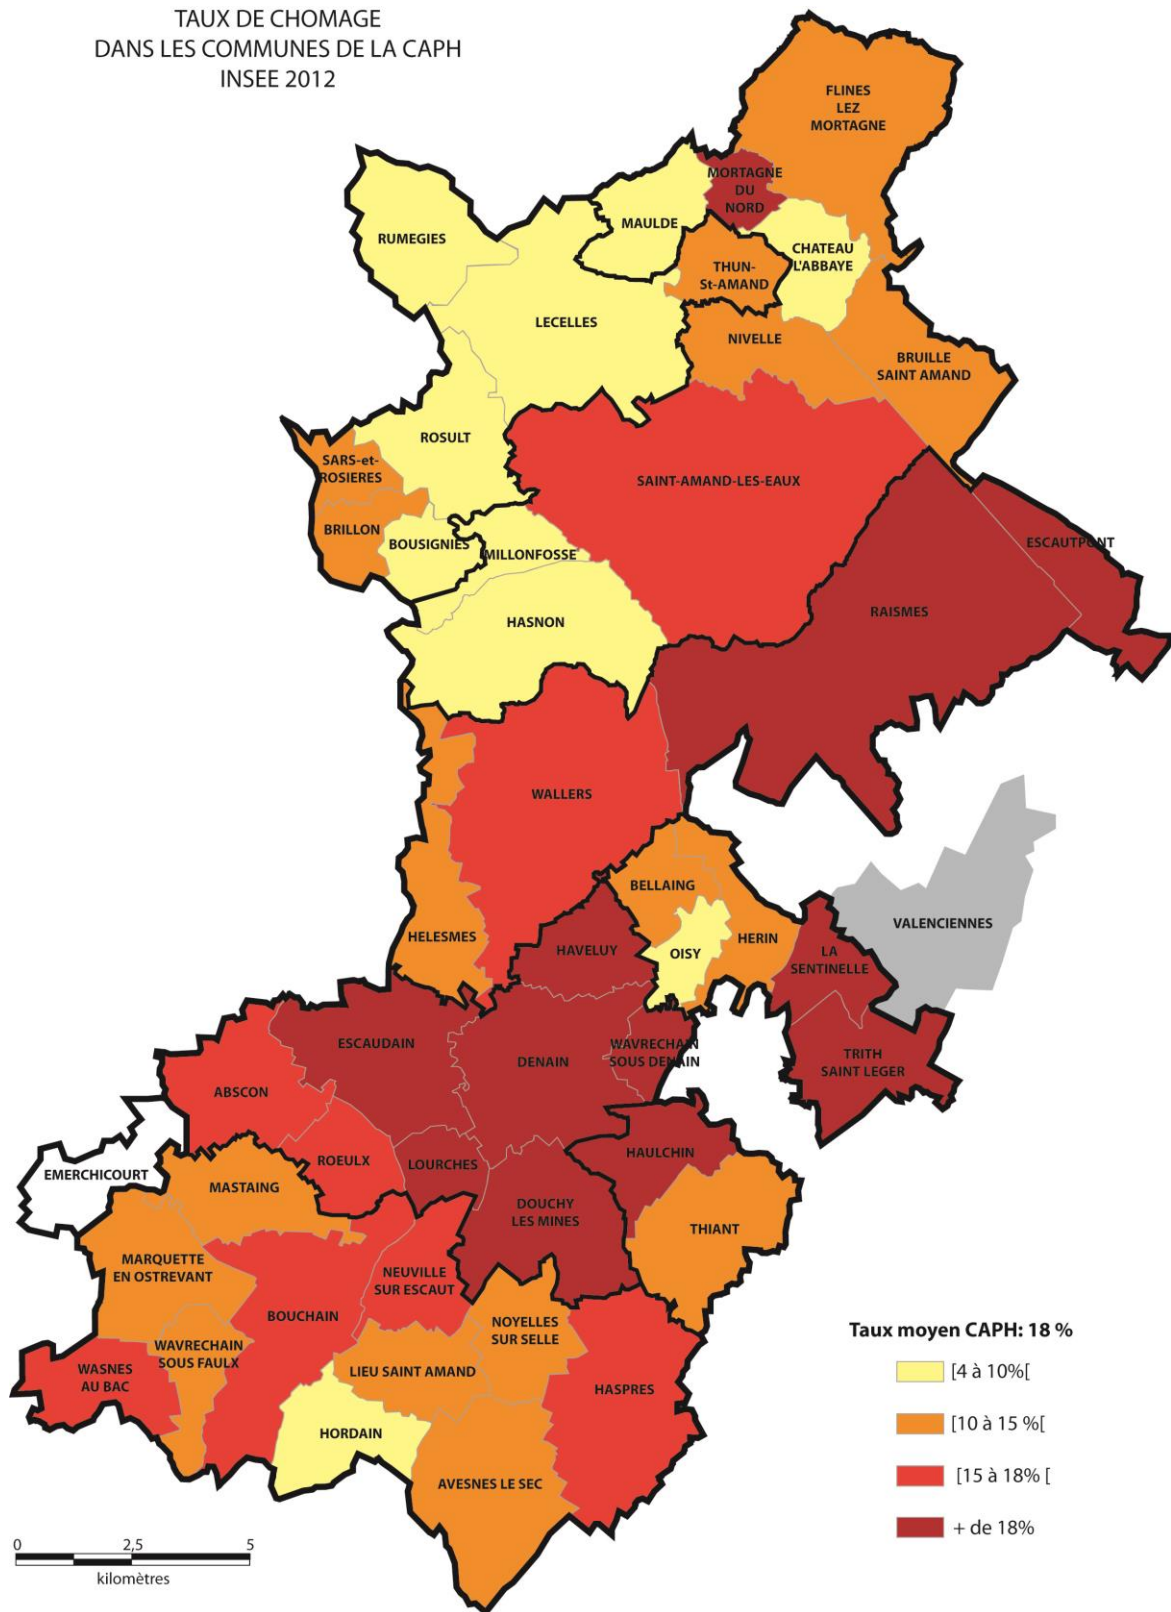 TAUX DE CHOMAGE
DANS LES COMMUNES DE LA CAPH
INSEE 2012
FLINES
LEZ
MORTAGNE
MORTAGNE
DU
NORD
MAULDE
RUMEGIES
CHATEAU
L'ABBAYE
THUN-
St-AMAND
LECELLES
NIVELLE
BRUILLE
SAINT AMAND
ROSULT
SARS-et-
ROSIERES
SAINT-AMAND-LES-EAUX
BRILLON
BOUSIGNIES
MILLONFOSSE
ESCAUTPONT
RAISMES
HASNON
WALLERS
BELLAING
VALENCIENNES
HELESMES
HERIN
HAVELUY
OISY
LA
SENTINELLE
ESCAUDAIN
DENAIN
WAVRECHAIN
SOUS DENAIN
TRITH
SAINT LEGER
ABSCON
HAULCHIN
ROEULX
LOURCHES
EMERCHICOURT
MASTAING
DOUCHY
LES MINES
THIANT
MARQUETTE
EN OSTREVANT
NEUVILLE
SUR ESCAUT
BOUCHAIN
NOYELLES
SUR SELLE
WAVRECHAIN
SOUS FAULX
WASNES
AU BAC
LIEU SAINT AMAND
HASPRES
HORDAIN
AVESNES LE SEC
Taux moyen CAPH: 18 %
[4 à 10%[
[10 à 15 %[
[15 à 18% [
+ de 18%
0 2,5 5
kilomètres